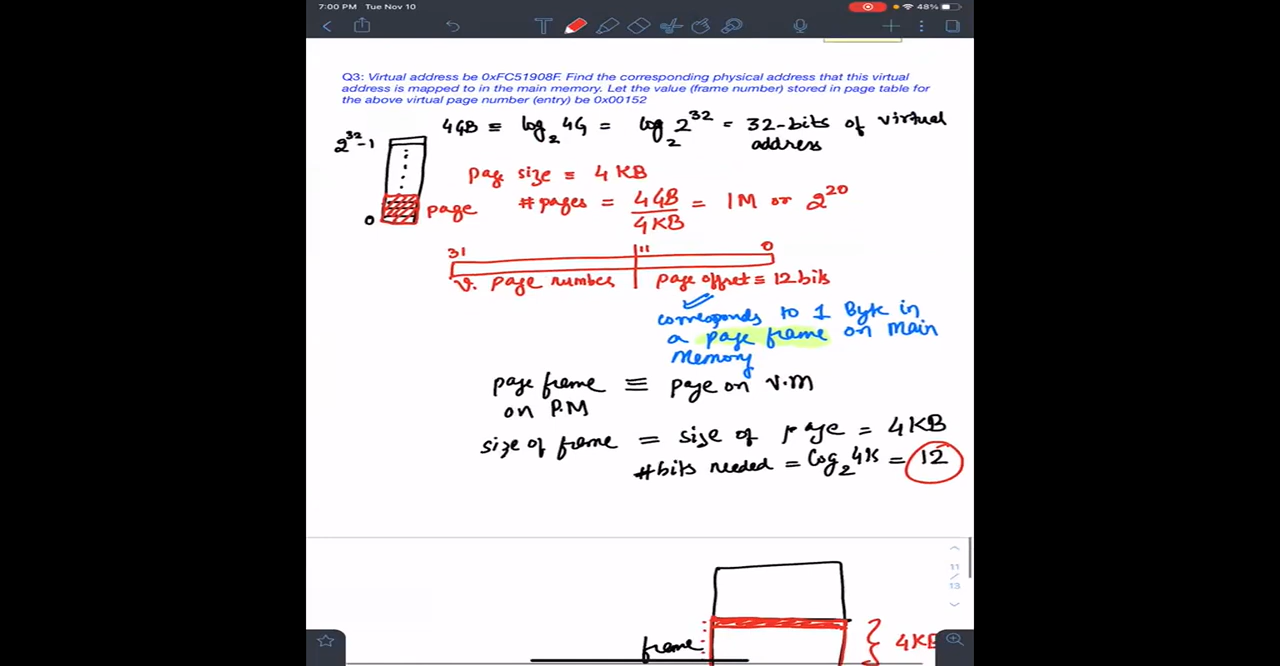 7:00 PM Tue Nov 10
48%
Q3: Virtual address be 0xFC51908F. Find the corresponding physical address that this virtual
address is mapped to in the main memory. Let the value (frame number) stored in page table for
the above virtual page number (entry) be 0x00152
4GB ≡ log₂ 4G = log₂ 2³² = 32-bits of virtual
address
2³²-1
0
page
page size ≡ 4 KB
# pages = 4GB/4KB = 1M or 2²⁰
31 11 0
v. page number page offset ≡ 12 bits
corresponds to 1 Byte in
a page frame on Main
Memory
page frame ≡ page on V.M
on P.M
size of frame = size of page = 4KB
#bits needed = log₂ 4K = 12
frame
4KB
11
/
13